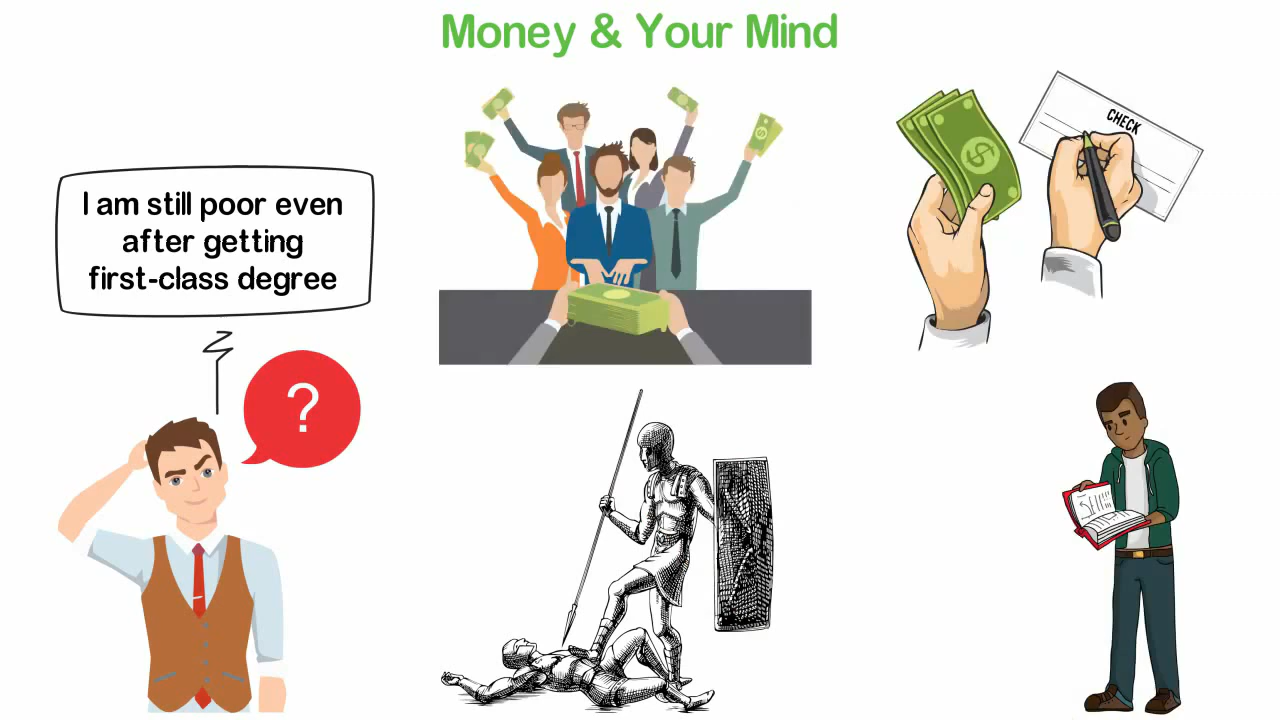 Money & Your Mind
I am still poor even
after getting
first-class degree
?
CHECK